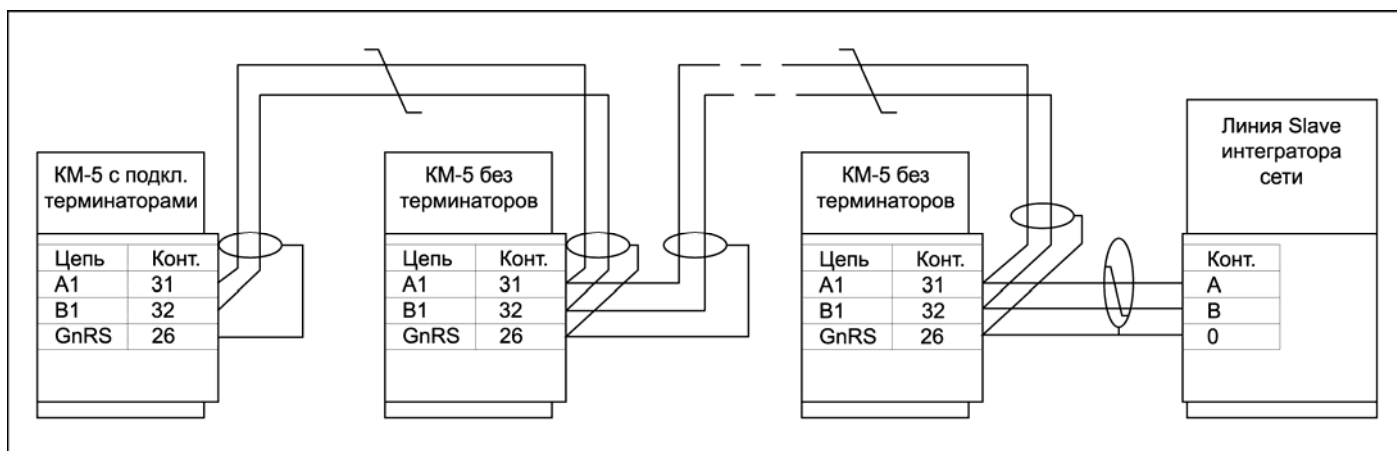 КМ-5 с подкл.
терминаторами
Цепь Конт.
A1 31
B1 32
GnRS 26
КМ-5 без
терминаторов
Цепь Конт.
A1 31
B1 32
GnRS 26
КМ-5 без
терминаторов
Цепь Конт.
A1 31
B1 32
GnRS 26
Линия Slave
интегратора
сети
Конт.
A
B
0